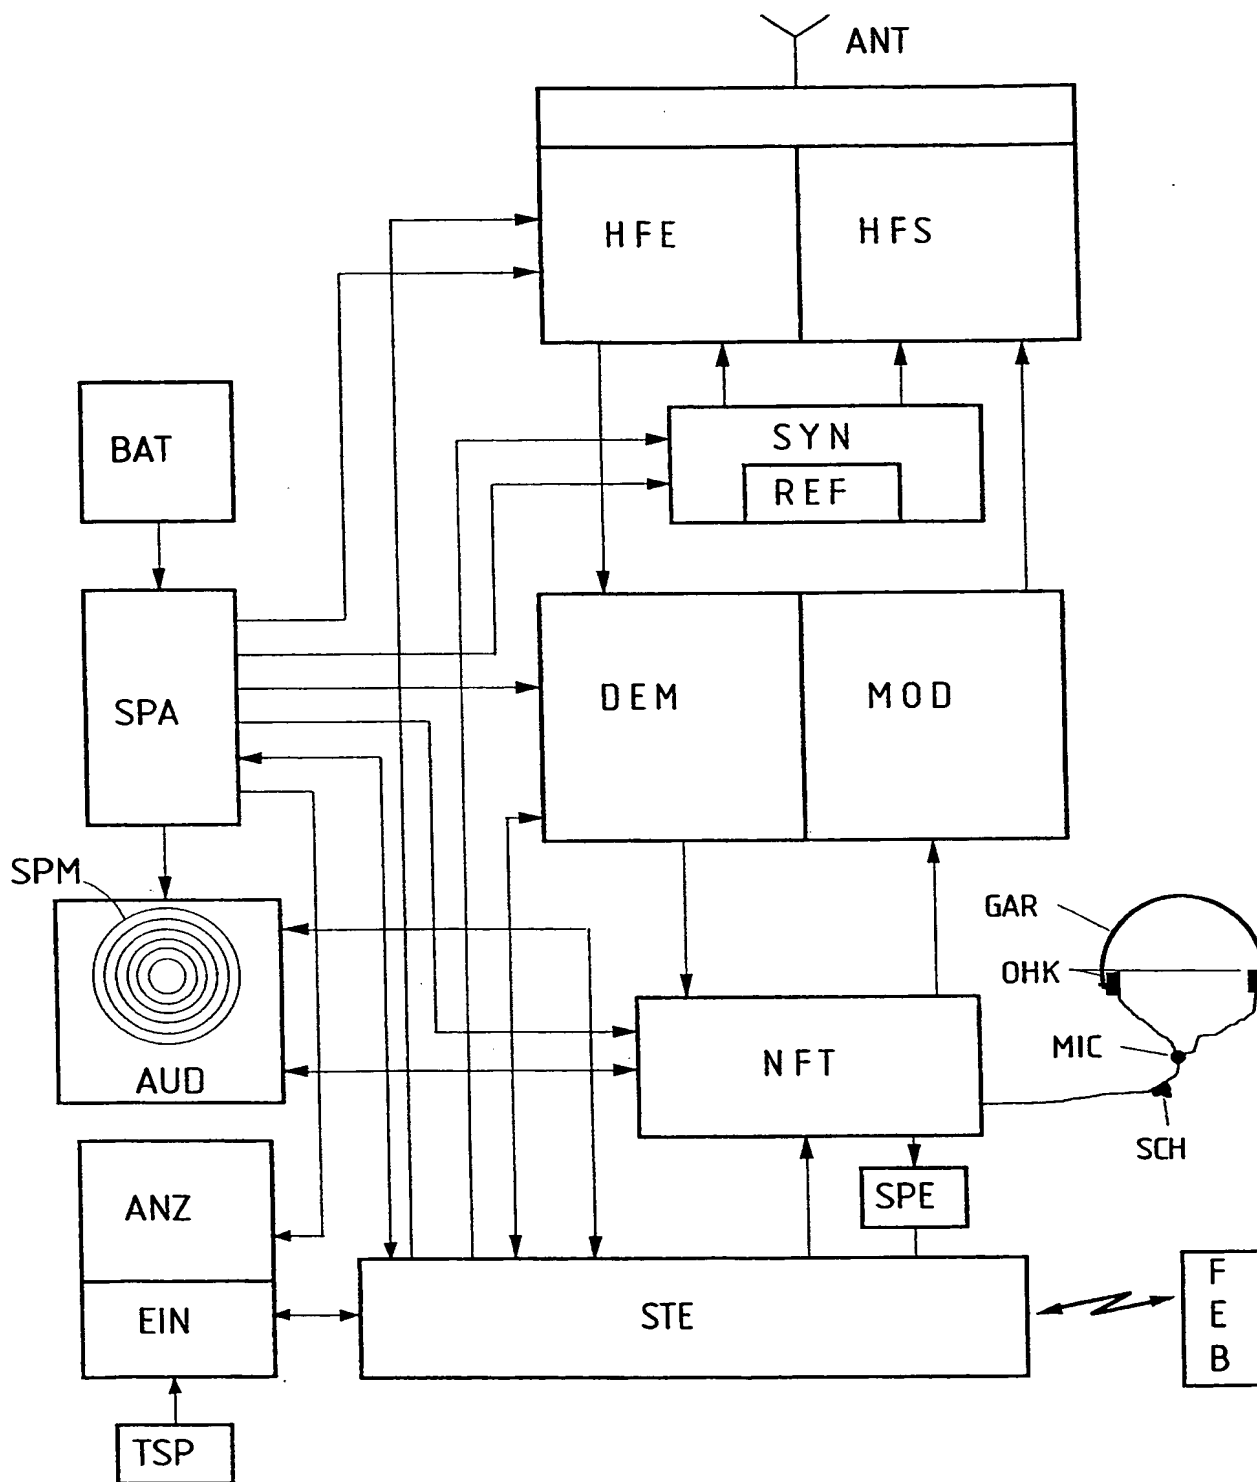 ANT
HFE
HFS
BAT
SYN
REF
SPA
DEM
MOD
SPM
GAR
OHK
AUD
NFT
MIC
SCH
ANZ
SPE
EIN
STE
F
E
B
TSP